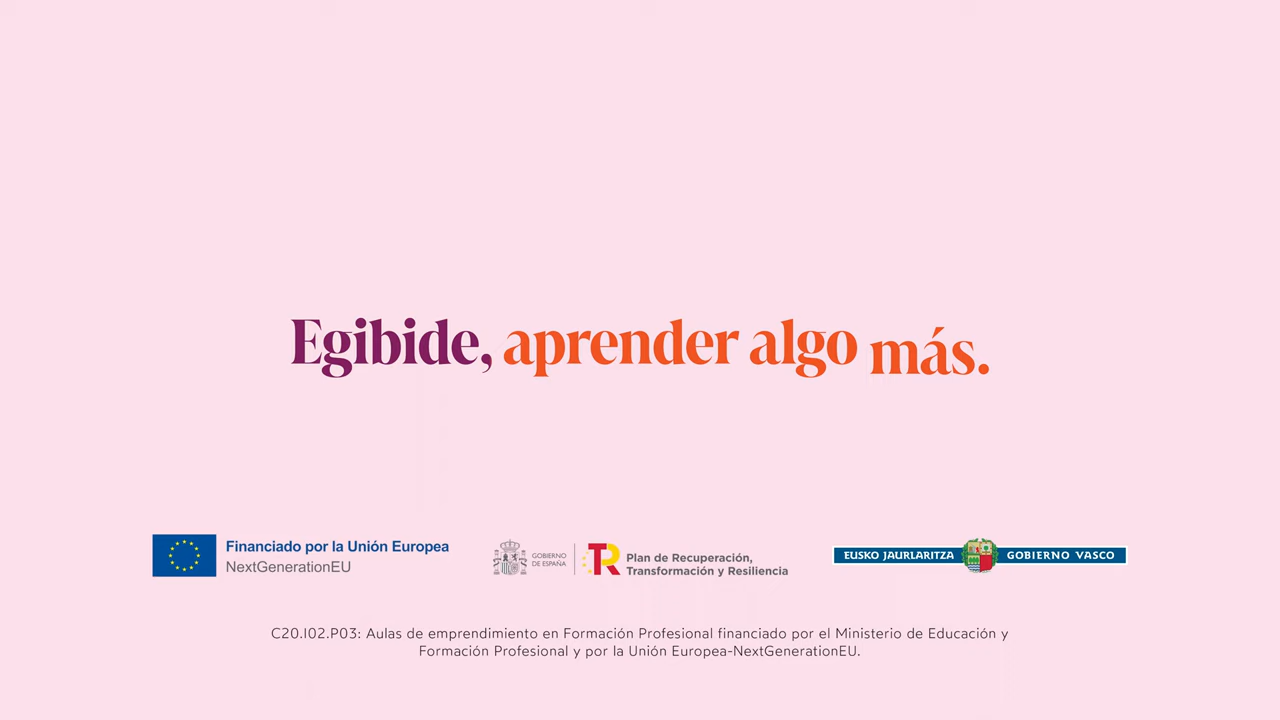 Egibide, aprender algo más.
Financiado por la Unión Europea
NextGenerationEU
GOBIERNO
DE ESPAÑA
TR
Plan de Recuperación,
Transformación y Resiliencia
EUSKO JAURLARITZA
GOBIERNO VASCO
C20.I02.P03: Aulas de emprendimiento en Formación Profesional financiado por el Ministerio de Educación y
Formación Profesional y por la Unión Europea-NextGenerationEU.